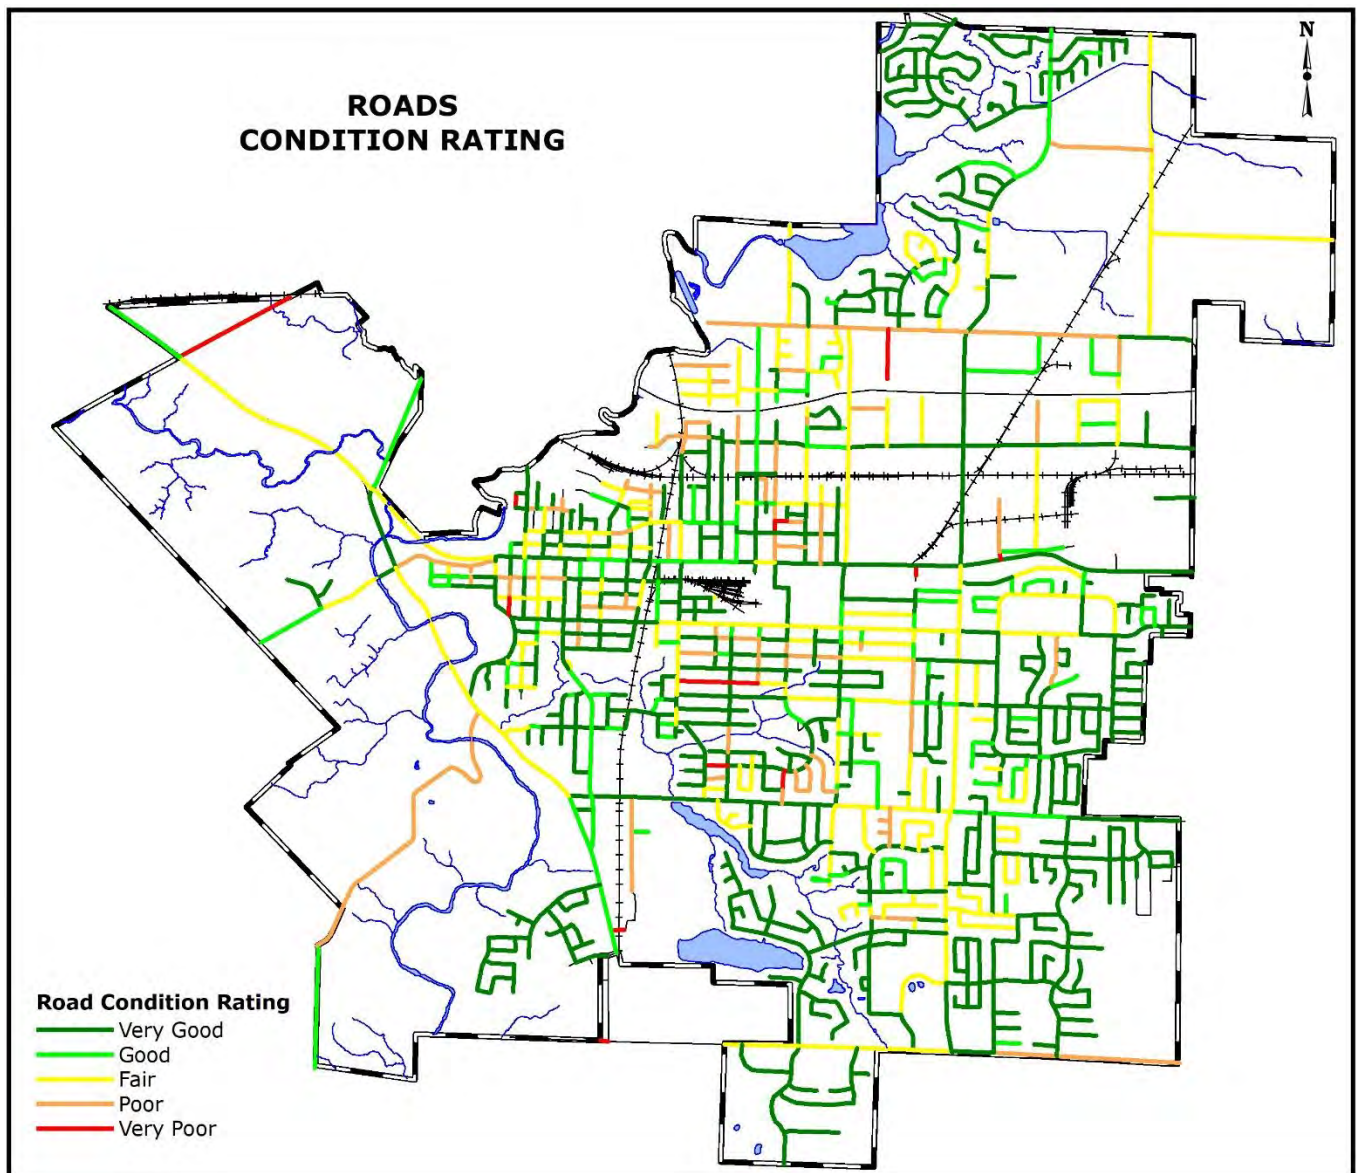 ROADS
CONDITION RATING
N
Road Condition Rating
Very Good
Good
Fair
Poor
Very Poor